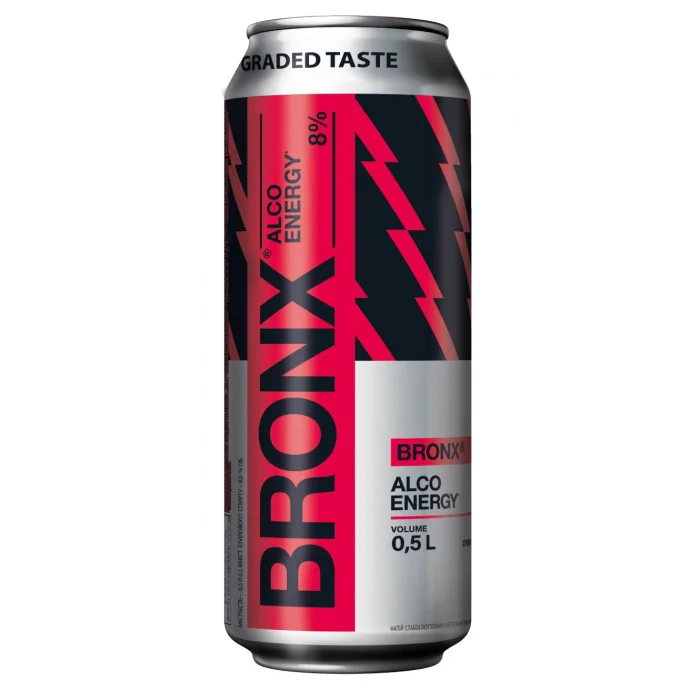 GRADED TASTE
BRONX®
ALCO
ENERGY
8%
BRONX®
ALCO
ENERGY
VOLUME
0,5 L